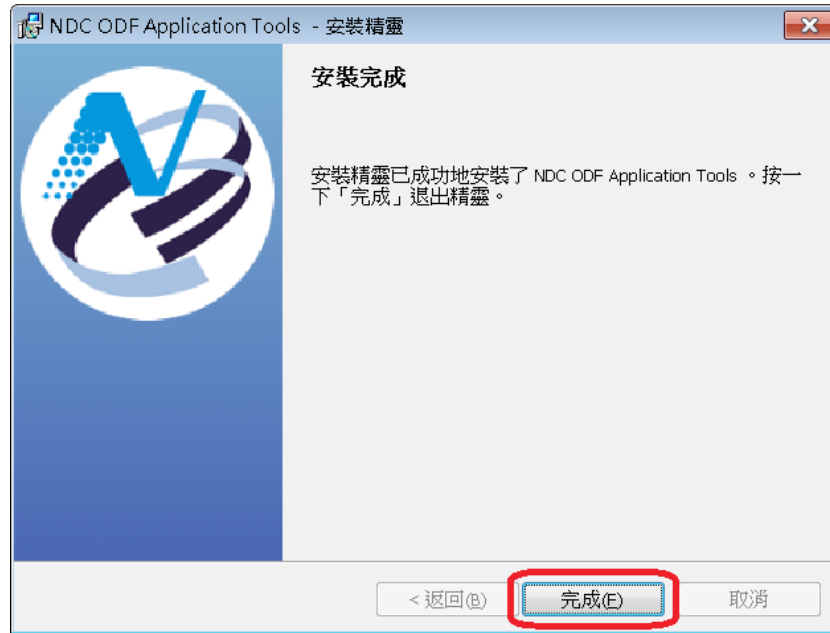 NDC ODF Application Tools - 安裝精靈
安裝完成
安裝精靈已成功地安裝了 NDC ODF Application Tools 。按一
下「完成」退出精靈。
<返回(B)
完成(F)
取消